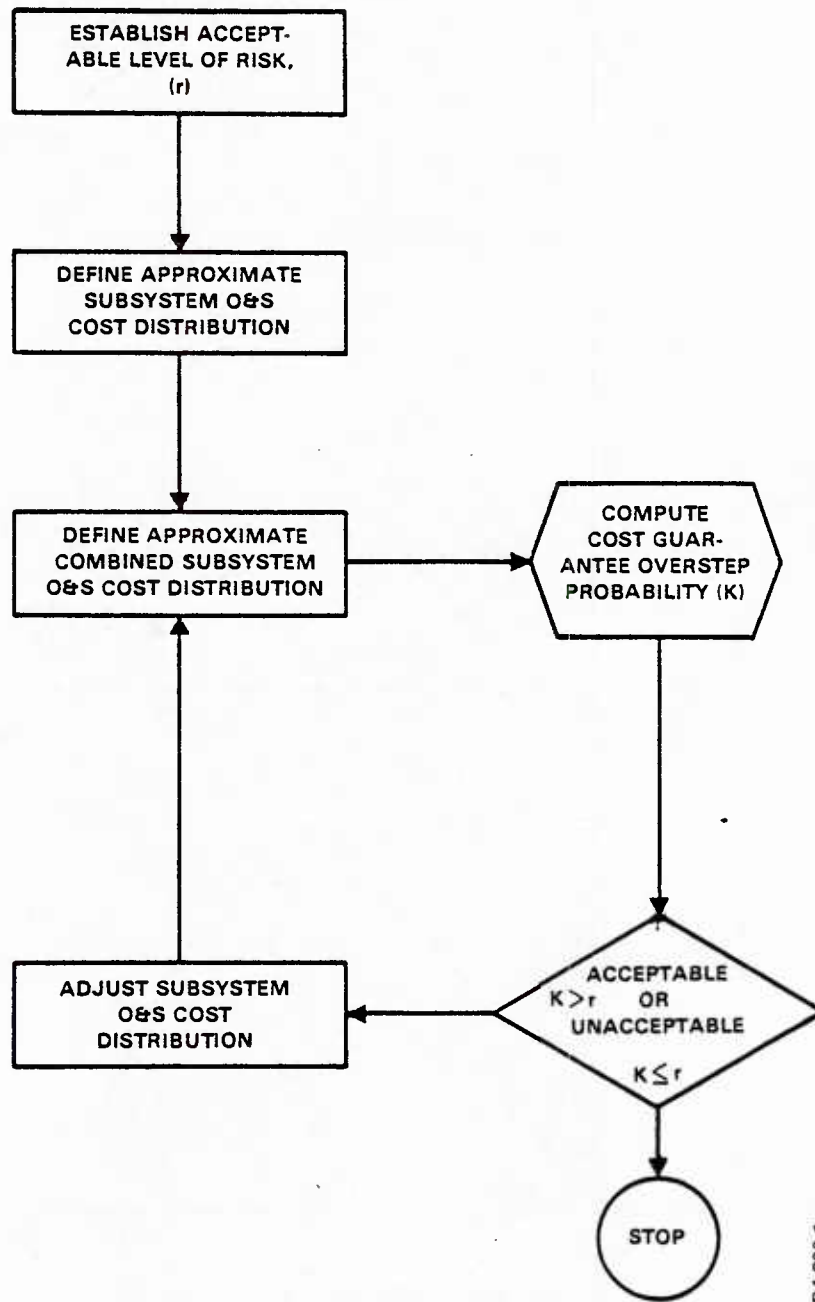 ESTABLISH ACCEPT-
ABLE LEVEL OF RISK,
(r)
DEFINE APPROXIMATE
SUBSYSTEM O&S
COST DISTRIBUTION
DEFINE APPROXIMATE
COMBINED SUBSYSTEM
O&S COST DISTRIBUTION
COMPUTE
COST GUAR-
ANTEE OVERSTEP
PROBABILITY (K)
ACCEPTABLE
K>r OR
UNACCEPTABLE
K≤r
ADJUST SUBSYSTEM
O&S COST
DISTRIBUTION
STOP